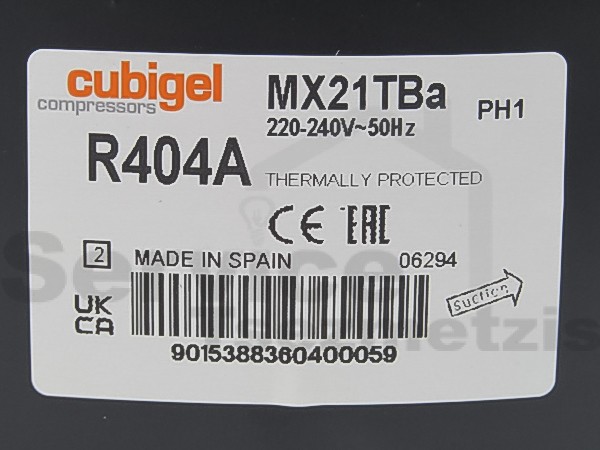 cubigel
compressors
MX21TBa
220-240V~50Hz
PH1
R404A
THERMALLY PROTECTED
CE EAC
2
MADE IN SPAIN
06294
UK
CA
Suction
9015388360400059
Service